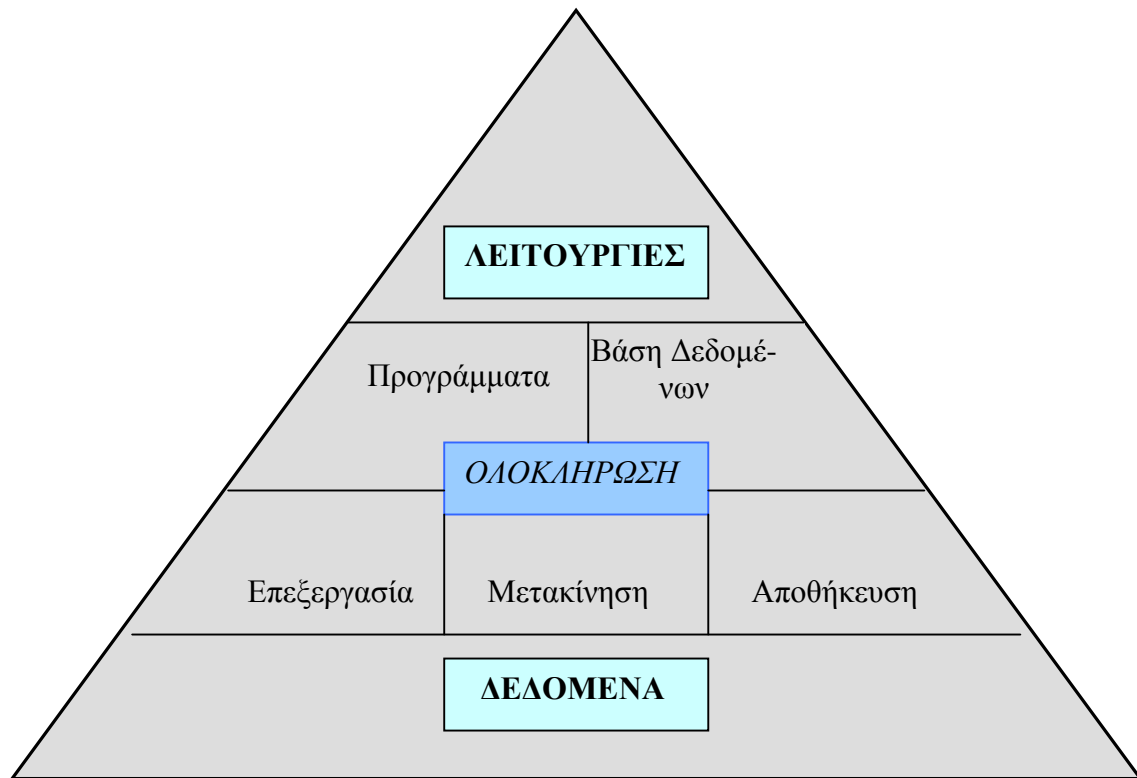 ΛΕΙΤΟΥΡΓΙΕΣ
Προγράμματα
Βάση Δεδομέ-
νων
ΟΛΟΚΛΗΡΩΣΗ
Επεξεργασία Μετακίνηση Αποθήκευση
ΔΕΔΟΜΕΝΑ